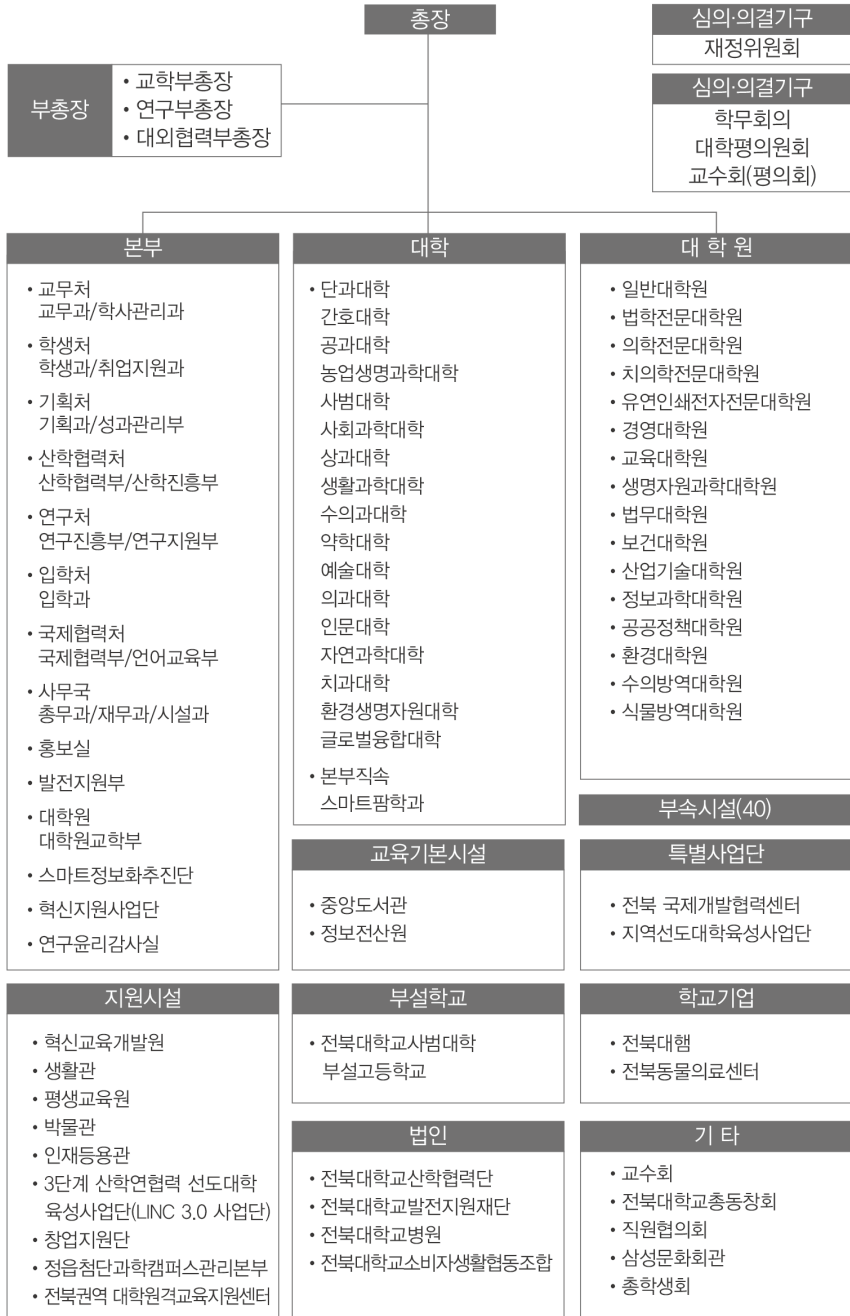 총장
부총장
• 교학부총장
• 연구부총장
• 대외협력부총장
심의·의결기구
재정위원회
심의·의결기구
학무회의
대학평의원회
교수회(평의회)
본부
• 교무처
교무과/학사관리과
• 학생처
학생과/취업지원과
• 기획처
기획과/성과관리부
• 산학협력처
산학협력부/산학진흥부
• 연구처
연구진흥부/연구지원부
• 입학처
입학과
• 국제협력처
국제협력부/언어교육부
• 사무국
총무과/재무과/시설과
• 홍보실
• 발전지원부
• 대학원
대학원교학부
• 스마트정보화추진단
• 혁신지원사업단
• 연구윤리감사실
대학
• 단과대학
간호대학
공과대학
농업생명과학대학
사범대학
사회과학대학
상과대학
생활과학대학
수의과대학
약학대학
예술대학
의과대학
인문대학
자연과학대학
치과대학
환경생명자원대학
글로벌융합대학
• 본부직속
스마트팜학과
대 학 원
• 일반대학원
• 법학전문대학원
• 의학전문대학원
• 치의학전문대학원
• 유연인쇄전자전문대학원
• 경영대학원
• 교육대학원
• 생명자원과학대학원
• 법무대학원
• 보건대학원
• 산업기술대학원
• 정보과학대학원
• 공공정책대학원
• 환경대학원
• 수의방역대학원
• 식물방역대학원
부속시설(40)
교육기본시설
• 중앙도서관
• 정보전산원
특별사업단
• 전북 국제개발협력센터
• 지역선도대학육성사업단
지원시설
• 혁신교육개발원
• 생활관
• 평생교육원
• 박물관
• 인재등용관
• 3단계 산학연협력 선도대학
육성사업단(LINC 3.0 사업단)
• 창업지원단
• 정읍첨단과학캠퍼스관리본부
• 전북권역 대학원격교육지원센터
부설학교
• 전북대학교사범대학
부설고등학교
학교기업
• 전북대햄
• 전북동물의료센터
법인
• 전북대학교산학협력단
• 전북대학교발전지원재단
• 전북대학교병원
• 전북대학교소비자생활협동조합
기 타
• 교수회
• 전북대학교총동창회
• 직원협의회
• 삼성문화회관
• 총학생회